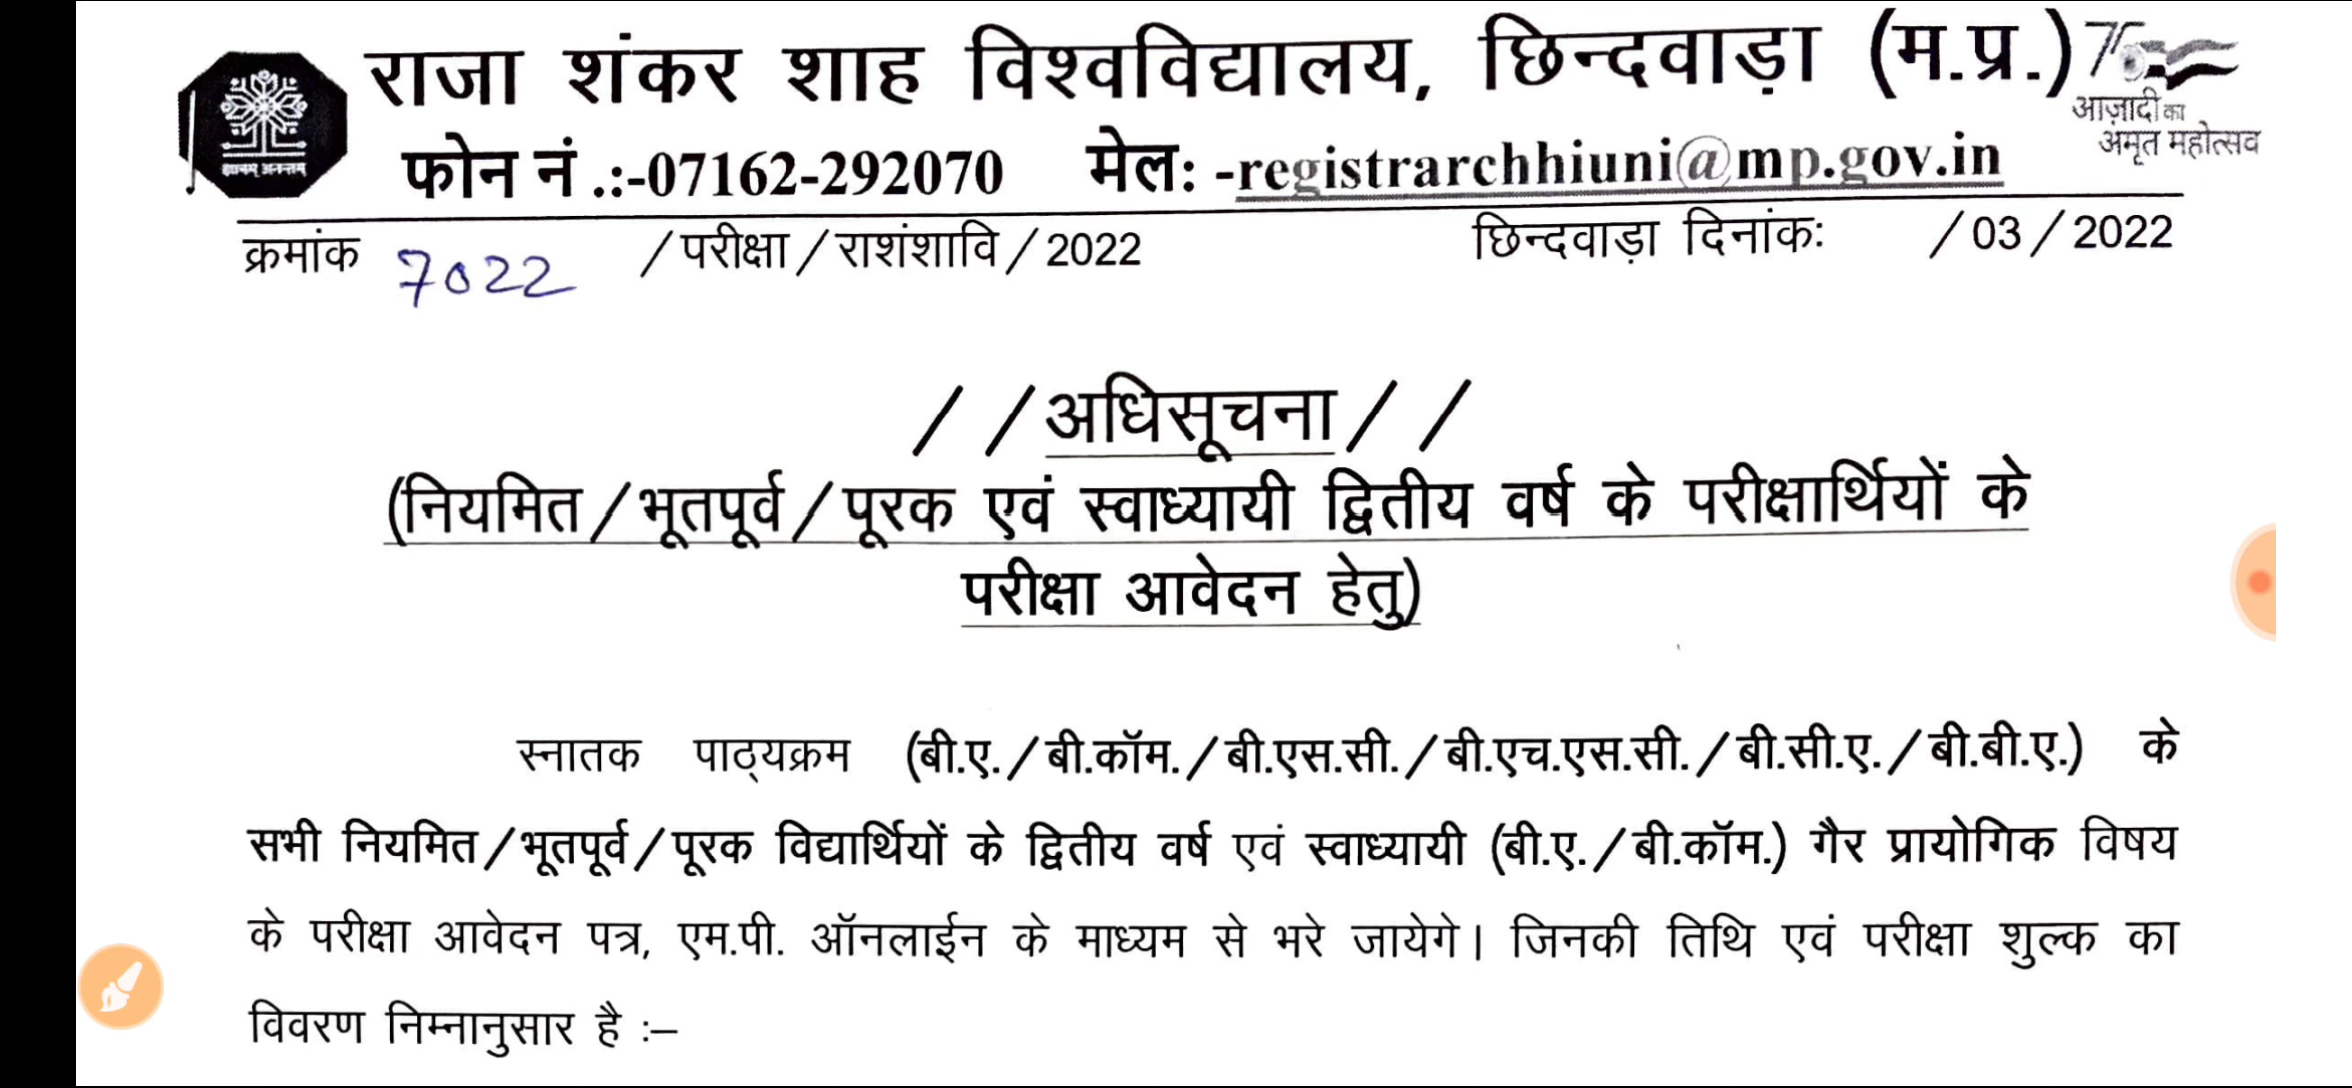 राजा शंकर शाह विश्वविद्यालय, छिन्दवाड़ा (म.प्र.)
आज़ादी का
अमृत महोत्सव
फोन नं .:-07162-292070 मेल: -registrarchhiuni@mp.gov.in
क्रमांक 7022 /परीक्षा/राशंशावि/2022 छिन्दवाड़ा दिनांकः /03/2022
//अधिसूचना//
(नियमित/भूतपूर्व/पूरक एवं स्वाध्यायी द्वितीय वर्ष के परीक्षार्थियों के
परीक्षा आवेदन हेतु)
स्नातक पाठ्यक्रम (बी.ए./बी.कॉम./बी.एस.सी./बी.एच.एस.सी./बी.सी.ए./बी.बी.ए.) के
सभी नियमित/भूतपूर्व/पूरक विद्यार्थियों के द्वितीय वर्ष एवं स्वाध्यायी (बी.ए./बी.कॉम.) गैर प्रायोगिक विषय
के परीक्षा आवेदन पत्र, एम.पी. ऑनलाईन के माध्यम से भरे जायेगे। जिनकी तिथि एवं परीक्षा शुल्क का
विवरण निम्नानुसार है :–